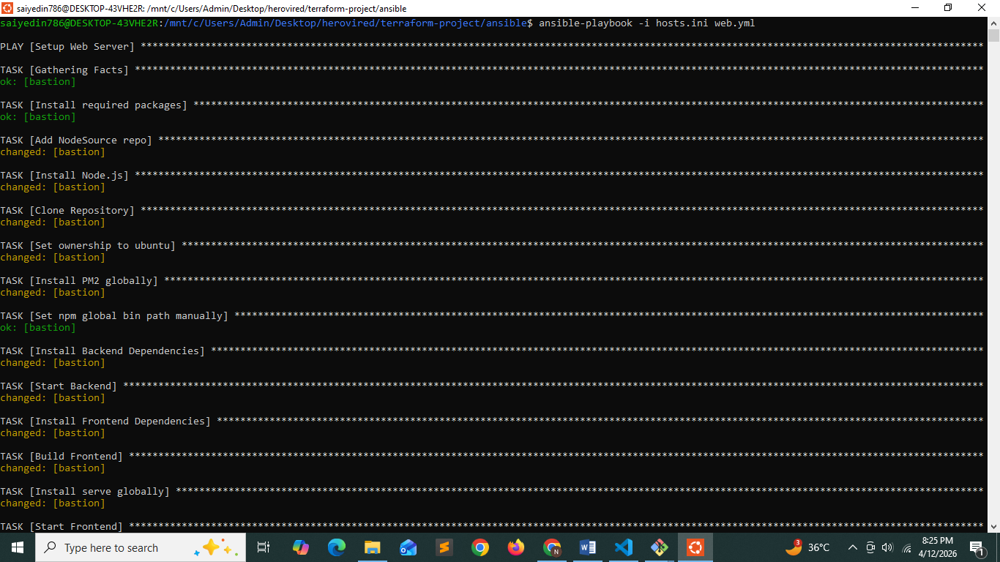 saiyedin786@DESKTOP-43VHE2R: /mnt/c/Users/Admin/Desktop/herovired/terraform-project/ansible
saiyedin786@DESKTOP-43VHE2R:/mnt/c/Users/Admin/Desktop/herovired/terraform-project/ansible$ ansible-playbook -i hosts.ini web.yml
PLAY [Setup Web Server] ************************************************************************************************************************************************
TASK [Gathering Facts] *************************************************************************************************************************************************
ok: [bastion]
TASK [Install required packages] ***************************************************************************************************************************************
ok: [bastion]
TASK [Add NodeSource repo] *********************************************************************************************************************************************
changed: [bastion]
TASK [Install Node.js] *************************************************************************************************************************************************
changed: [bastion]
TASK [Clone Repository] ************************************************************************************************************************************************
changed: [bastion]
TASK [Set ownership to ubuntu] *****************************************************************************************************************************************
changed: [bastion]
TASK [Install PM2 globally] ********************************************************************************************************************************************
changed: [bastion]
TASK [Set npm global bin path manually] ********************************************************************************************************************************
ok: [bastion]
TASK [Install Backend Dependencies] ************************************************************************************************************************************
changed: [bastion]
TASK [Start Backend] ***************************************************************************************************************************************************
changed: [bastion]
TASK [Install Frontend Dependencies] ***********************************************************************************************************************************
changed: [bastion]
TASK [Build Frontend] **************************************************************************************************************************************************
changed: [bastion]
TASK [Install serve globally] ******************************************************************************************************************************************
changed: [bastion]
TASK [Start Frontend] **************************************************************************************************************************************************
Type here to search
N
3
36°C
8:25 PM
4/12/2026
1